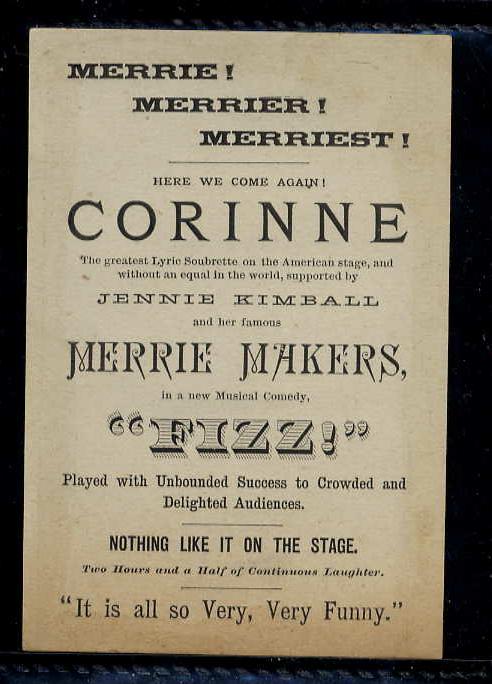 MERRIE!
MERRIER!
MERRIEST!
HERE WE COME AGAIN!
CORINNE
The greatest Lyric Soubrette on the American stage, and
without an equal in the world, supported by
JENNIE KIMBALL
and her famous
MERRIE MAKERS,
in a new Musical Comedy,
“FIZZ!”
Played with Unbounded Success to Crowded and
Delighted Audiences.
NOTHING LIKE IT ON THE STAGE.
Two Hours and a Half of Continuous Laughter.
“It is all so Very, Very Funny.”